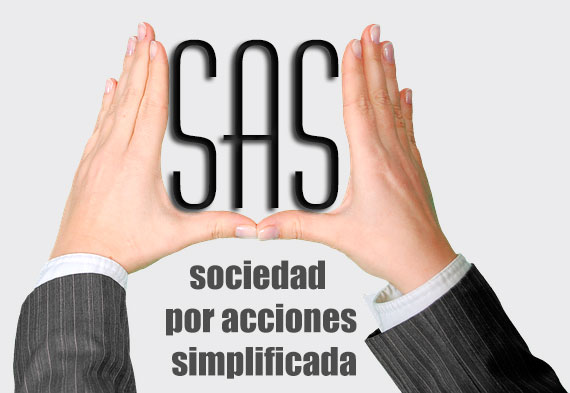 SAS
sociedad
por acciones
simplificada